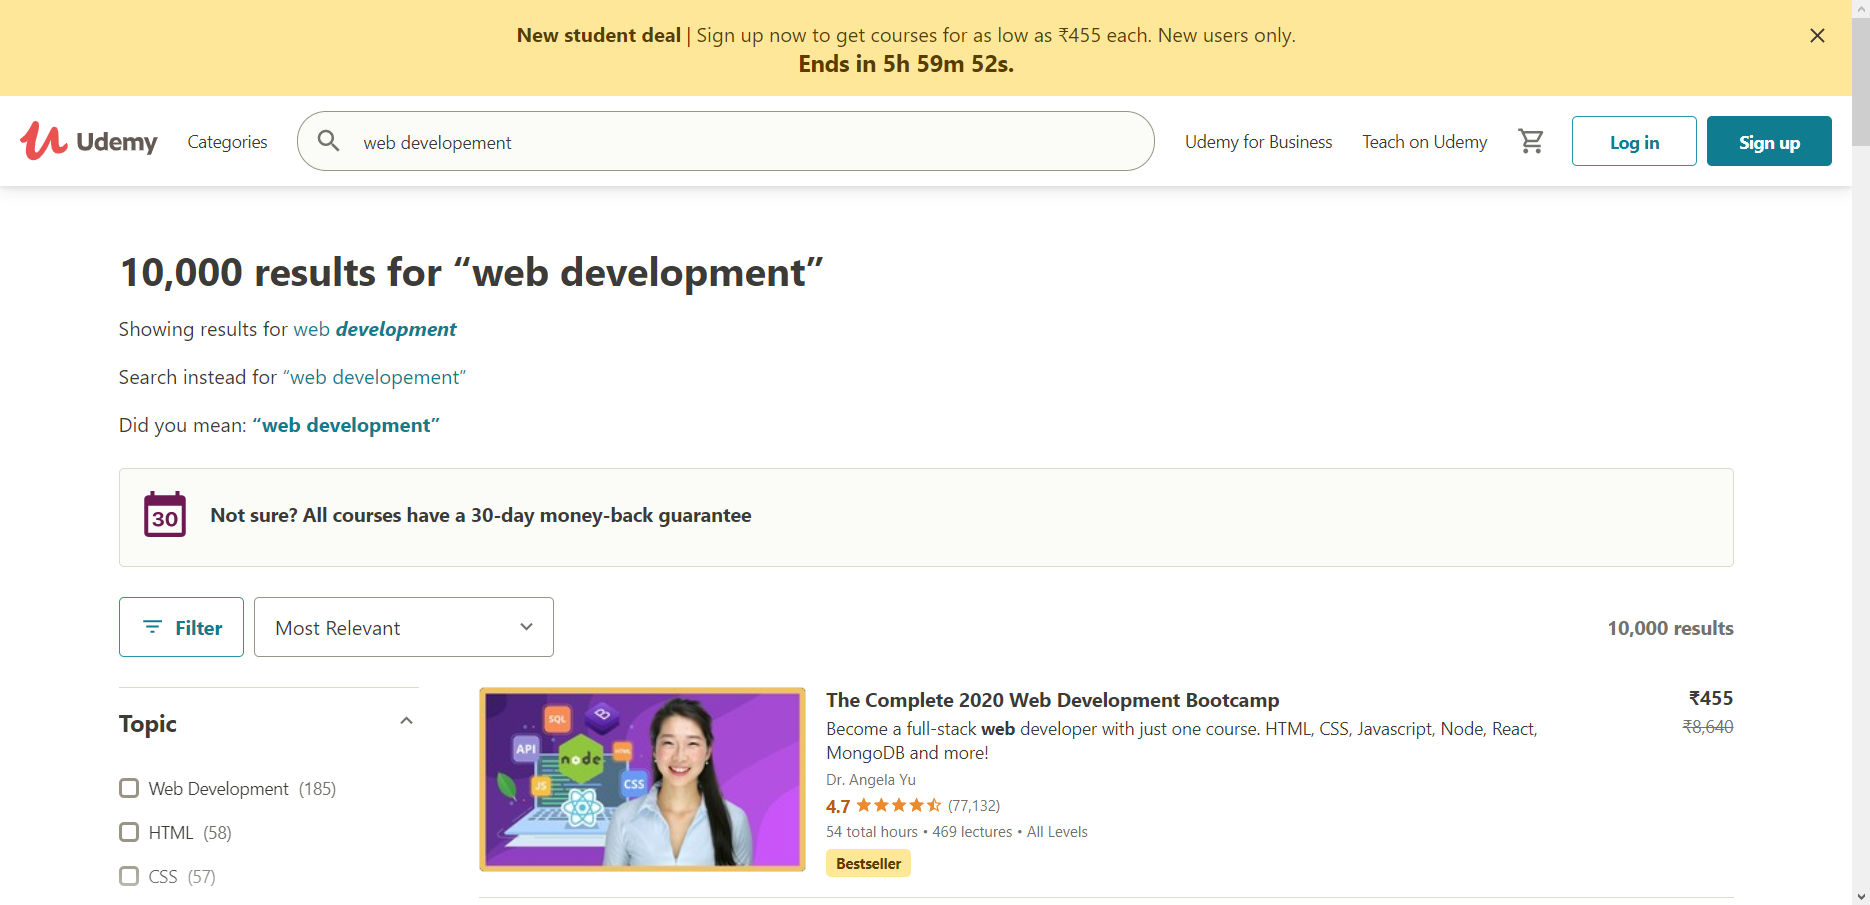 New student deal | Sign up now to get courses for as low as ₹455 each. New users only.
Ends in 5h 59m 52s.
Udemy
Categories
web developement
Udemy for Business
Teach on Udemy
Log in
Sign up
10,000 results for “web development”
Showing results for web development
Search instead for “web developement”
Did you mean: “web development”
30
Not sure? All courses have a 30-day money-back guarantee
Filter
Most Relevant
10,000 results
Topic
Web Development (185)
HTML (58)
CSS (57)
SQL
API
node
HTML
JS
CSS
The Complete 2020 Web Development Bootcamp
₹455
Become a full-stack web developer with just one course. HTML, CSS, Javascript, Node, React,
₹8,640
MongoDB and more!
Dr. Angela Yu
4.7 (77,132)
54 total hours • 469 lectures • All Levels
Bestseller